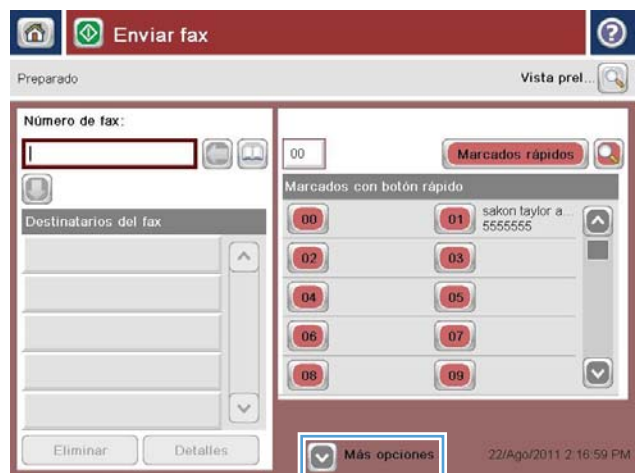 Enviar fax
Preparado
Vista prel...
Número de fax:
00
Marcados rápidos
Marcados con botón rápido
Destinatarios del fax
00
01 sakon taylor a...
5555555
02
03
04
05
06
07
08
09
Eliminar
Detalles
Más opciones
22/Ago/2011 2:16:59 PM